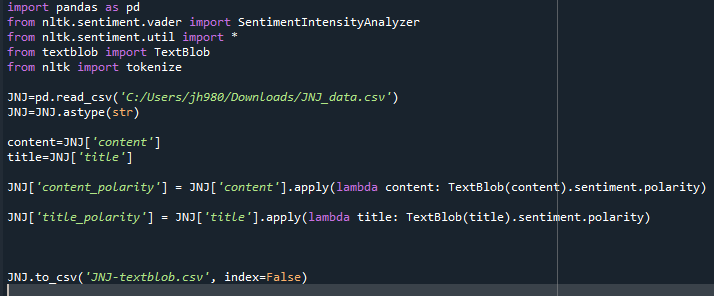 import pandas as pd
from nltk.sentiment.vader import SentimentIntensityAnalyzer
from nltk.sentiment.util import *
from textblob import TextBlob
from nltk import tokenize
JNJ=pd.read_csv('C:/Users/jh980/Downloads/JNJ_data.csv')
JNJ=JNJ.astype(str)
content=JNJ['content']
title=JNJ['title']
JNJ['content_polarity'] = JNJ['content'].apply(lambda content: TextBlob(content).sentiment.polarity)
JNJ['title_polarity'] = JNJ['title'].apply(lambda title: TextBlob(title).sentiment.polarity)
JNJ.to_csv('JNJ-textblob.csv', index=False)